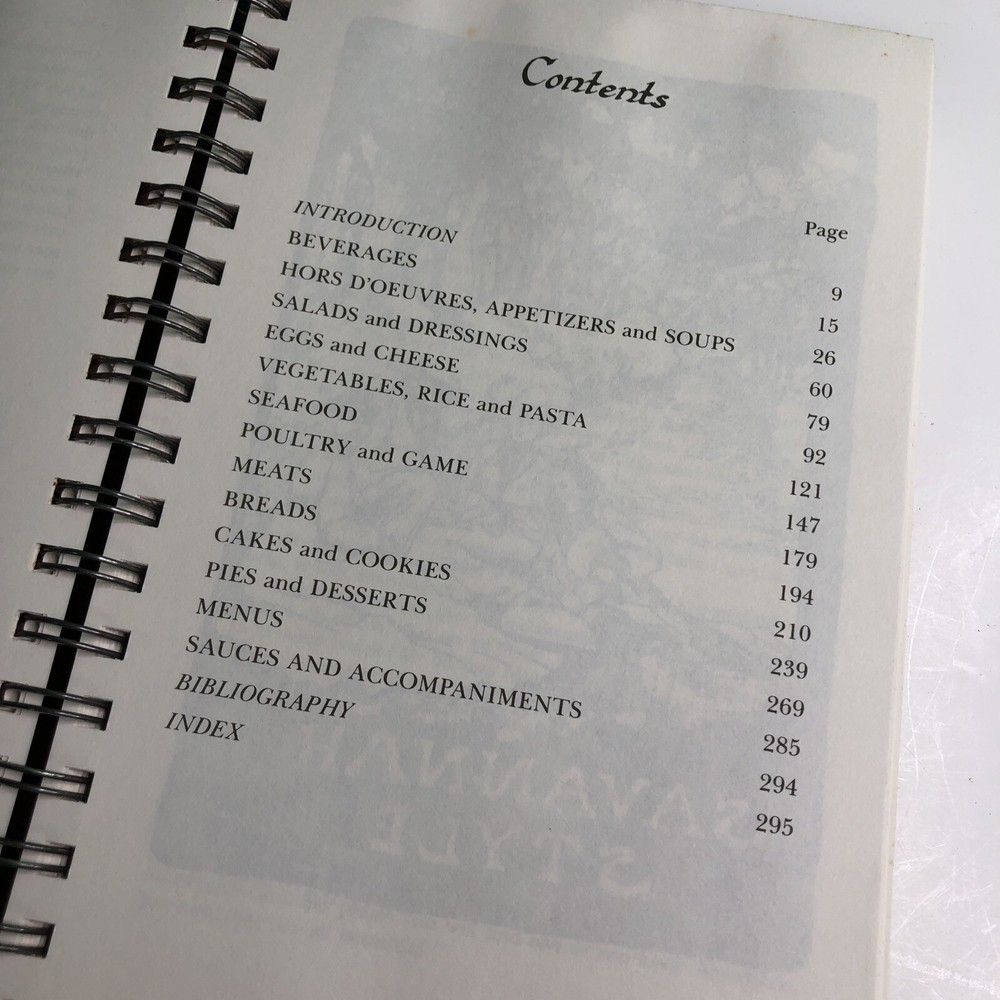 Contents
Page
INTRODUCTION 9
BEVERAGES 15
HORS D'OEUVRES, APPETIZERS and SOUPS 26
SALADS and DRESSINGS 60
EGGS and CHEESE 79
VEGETABLES, RICE and PASTA 92
SEAFOOD 121
POULTRY and GAME 147
MEATS 179
BREADS 194
CAKES and COOKIES 210
PIES and DESSERTS 239
MENUS 269
SAUCES AND ACCOMPANIMENTS 285
BIBLIOGRAPHY 294
INDEX 295
SAVANNAH
STYLE